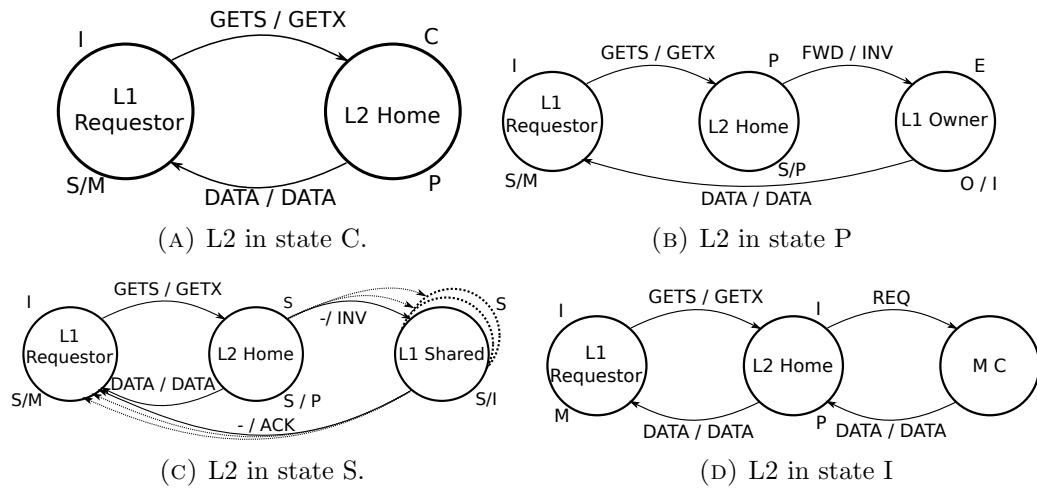 I
GETS / GETX
C
L1
Requestor
L2 Home
S/M
DATA / DATA
P
(A) L2 in state C.
I
GETS / GETX
P
FWD / INV
E
L1
Requestor
L2 Home
L1 Owner
S/M
S/P
DATA / DATA
O / I
(B) L2 in state P
I
GETS / GETX
S
-/ INV
S
L1
Requestor
L2 Home
L1 Shared
S/M
DATA / DATA
S / P
S/I
- / ACK
(C) L2 in state S.
I
GETS / GETX
I
REQ
L1
Requestor
L2 Home
M C
M
DATA / DATA
P
DATA / DATA
(D) L2 in state I